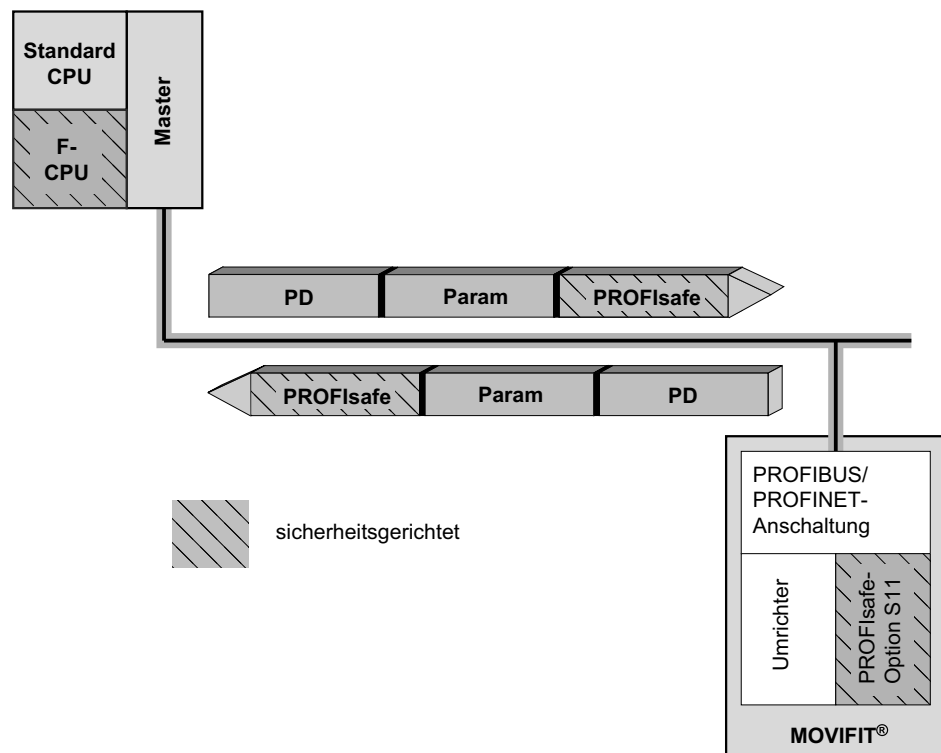 Standard
CPU
F-
CPU
Master
PD
Param
PROFIsafe
PROFIsafe
Param
PD
sicherheitsgerichtet
PROFIBUS/
PROFINET-
Anschaltung
Umrichter
PROFIsafe-
Option S11
MOVIFIT®